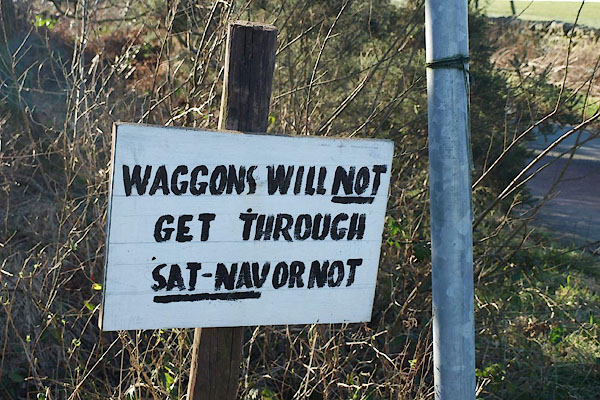 WAGGONS WILL NOT
GET THROUGH
SAT-NAV OR NOT